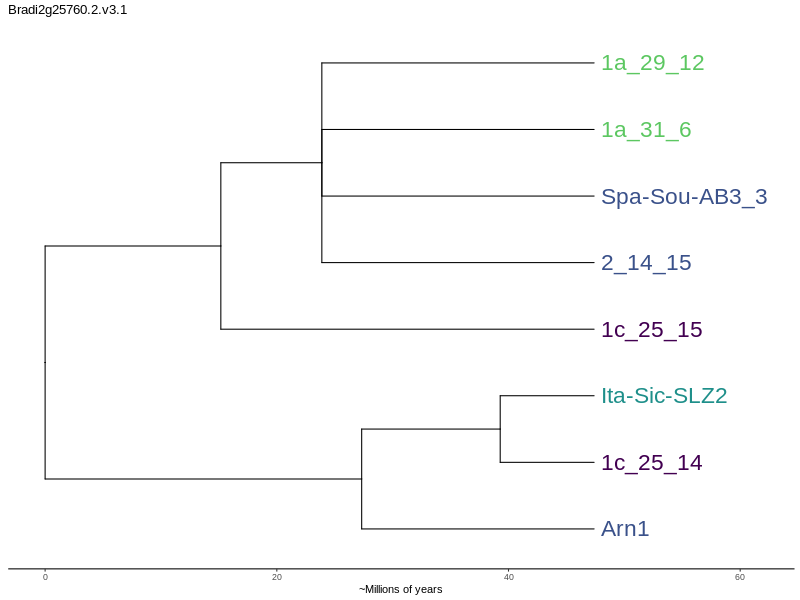 Bradi2g25760.2.v3.1
1a_29_12
1a_31_6
Spa-Sou-AB3_3
2_14_15
1c_25_15
Ita-Sic-SLZ2
1c_25_14
Arn1
0 20 40 60
~Millions of years